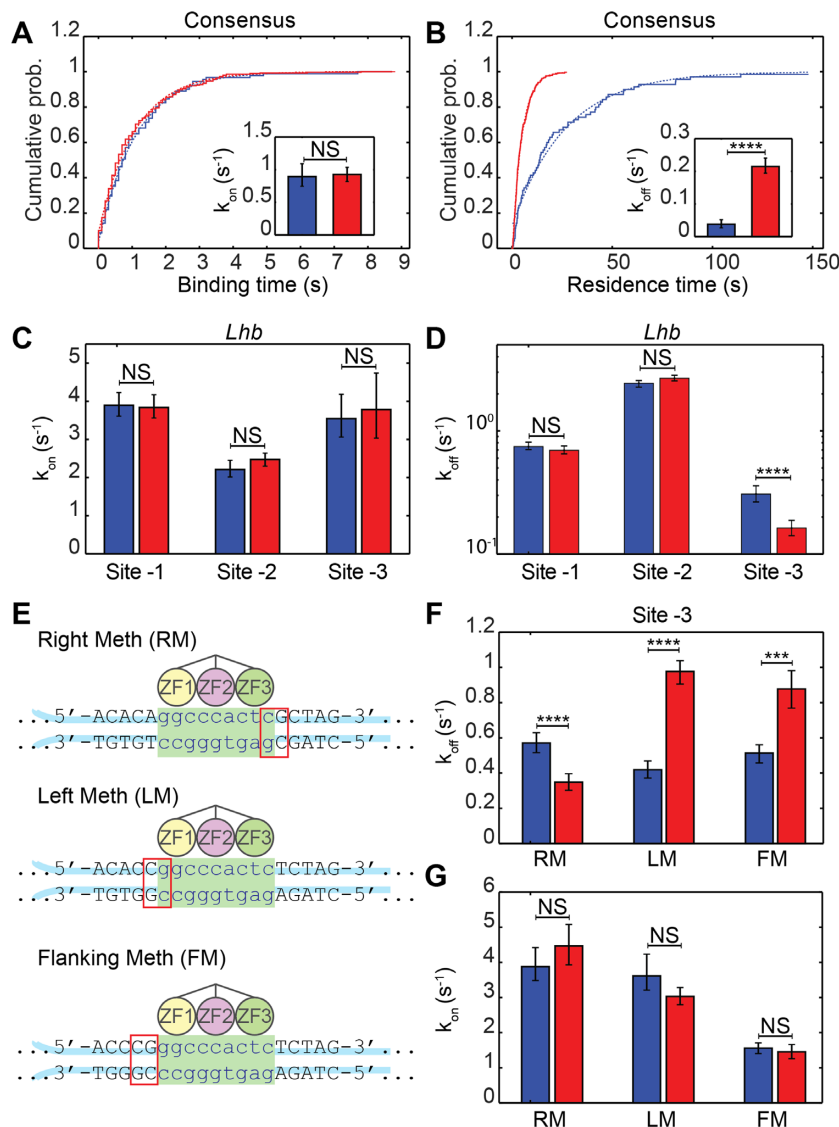 A
Consensus
Cumulative prob.
1.2
1
0.8
0.6
0.4
0.2
0
0 1 2 3 4 5 6 7 8 9
Binding time (s)
kon (s-1)
1.5
1.0
0.5
0
NS
B
Consensus
Cumulative prob.
1.2
1
0.8
0.6
0.4
0.2
0
0 50 100 150
Residence time (s)
koff (s-1)
0.3
0.2
0.1
0
****
C
Lhb
kon (s-1)
5
4
3
2
1
0
NS
NS
NS
Site -1 Site -2 Site -3
D
Lhb
koff (s-1)
10^0
10^-1
NS
NS
****
Site -1 Site -2 Site -3
E
Right Meth (RM)
ZF1 ZF2 ZF3
...5′-ACACAggcccactcGCTAG-3′...
...3′-TGTGTccgggtgagCGATC-5′...
Left Meth (LM)
ZF1 ZF2 ZF3
...5′-ACACCggcccactcTCTAG-3′...
...3′-TGTGGccgggtgagAGATC-5′...
Flanking Meth (FM)
ZF1 ZF2 ZF3
...5′-ACCCGggcccactcTCTAG-3′...
...3′-TGGGCccgggtgagAGATC-5′...
F
Site -3
koff (s-1)
1.2
1
0.8
0.6
0.4
0.2
0
****
****
***
RM LM FM
G
kon (s-1)
6
5
4
3
2
1
0
NS
NS
NS
RM LM FM